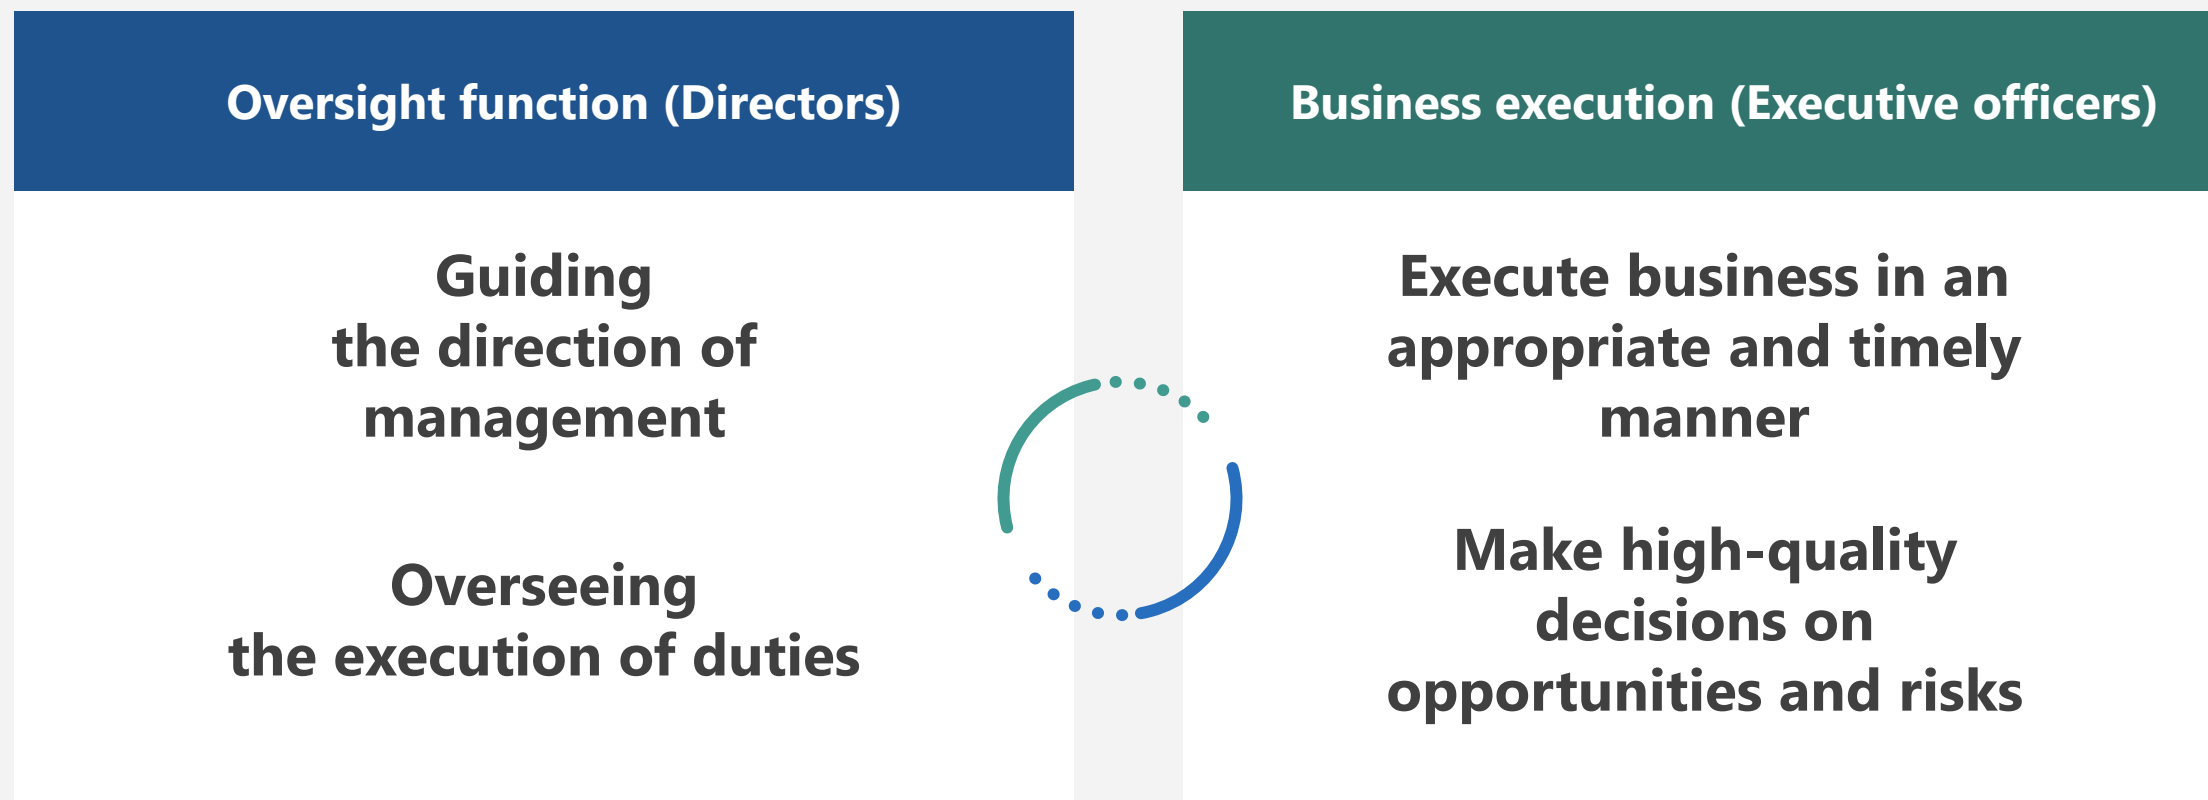 Oversight function (Directors)
Guiding
the direction of
management
Overseeing
the execution of duties
Business execution (Executive officers)
Execute business in an
appropriate and timely
manner
Make high-quality
decisions on
opportunities and risks